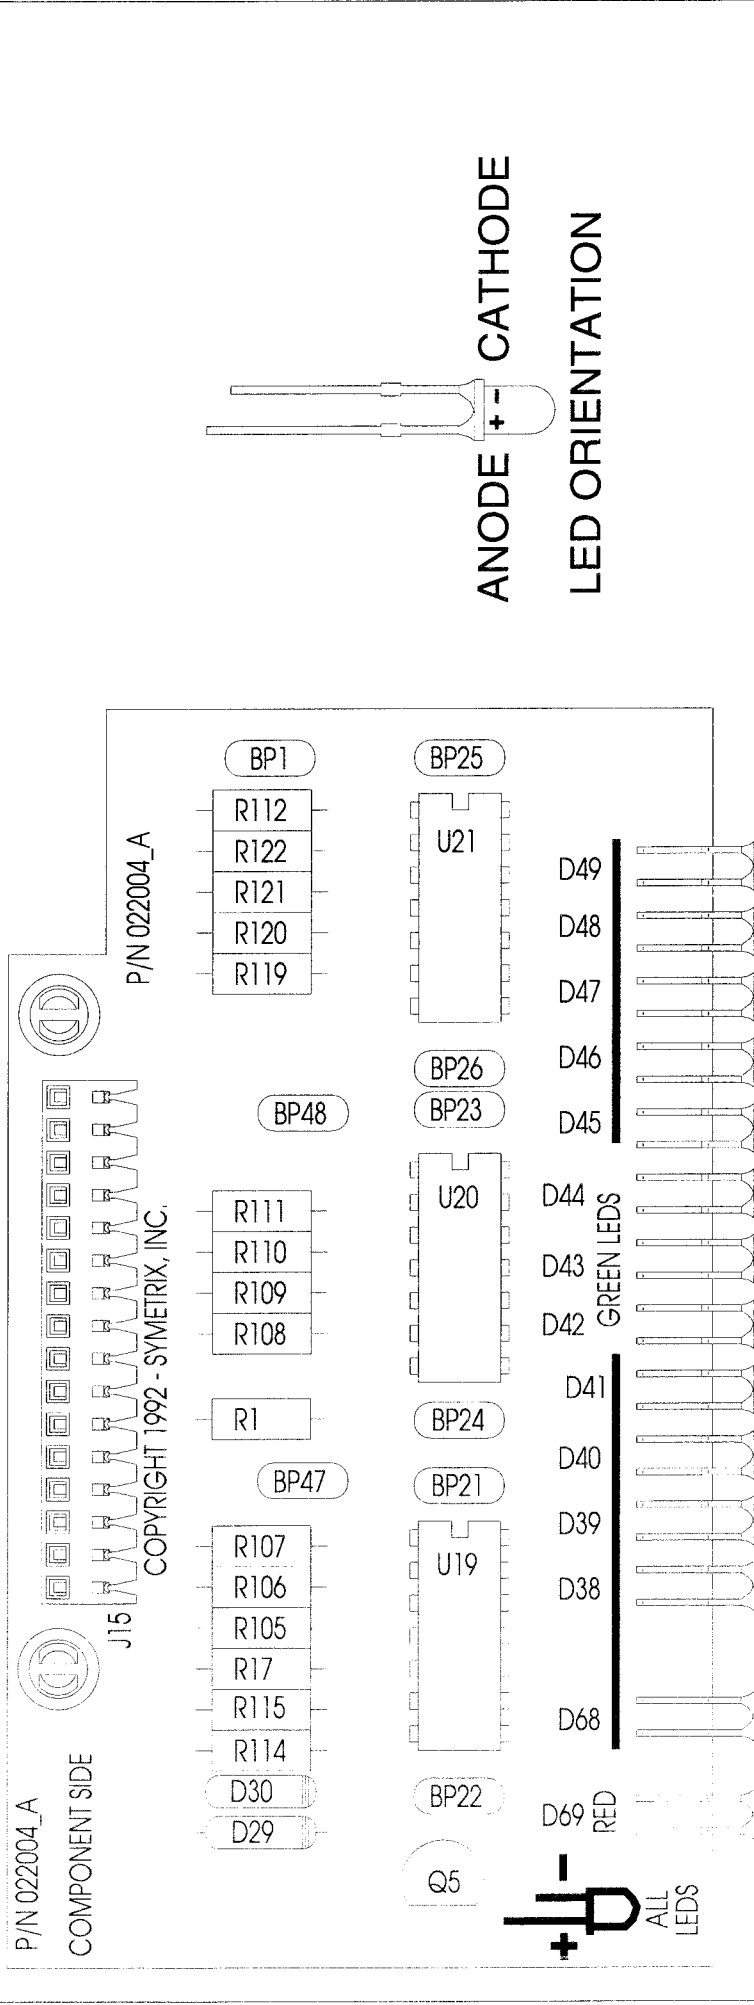 ANODE
+
-
CATHODE
LED ORIENTATION
BP1
BP25
R112
R122
R121
R120
R119
U21
P/N 022004_A
D49
D48
D47
D46
D45
BP26
BP23
BP48
R111
R110
R109
R108
U20
D44
D43
D42
GREEN LEDS
COPYRIGHT 1992 - SYMETRIX, INC.
R1
BP24
BP47
BP21
D41
D40
D39
D38
R107
R106
R105
R17
R115
R114
U19
J15
D68
D30
D29
BP22
D69
RED
Q5
P/N 022004_A
COMPONENT SIDE
+
-
ALL
LEDS